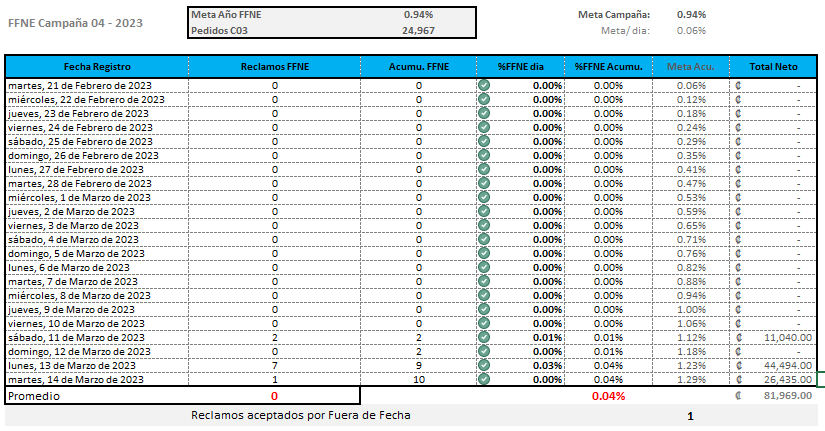 FFNE Campaña 04 - 2023
Meta Año FFNE 0.94% Meta Campaña: 0.94%
Pedidos C03 24,967 Meta/ dia: 0.06%
Fecha Registro Reclamos FFNE Acumu. FFNE %FFNE dia %FFNE Acumu. Meta Acu. Total Neto
martes, 21 de Febrero de 2023 0 0 0.00% 0.00% 0.06% ₡ -
miércoles, 22 de Febrero de 2023 0 0 0.00% 0.00% 0.12% ₡ -
jueves, 23 de Febrero de 2023 0 0 0.00% 0.00% 0.18% ₡ -
viernes, 24 de Febrero de 2023 0 0 0.00% 0.00% 0.24% ₡ -
sábado, 25 de Febrero de 2023 0 0 0.00% 0.00% 0.29% ₡ -
domingo, 26 de Febrero de 2023 0 0 0.00% 0.00% 0.35% ₡ -
lunes, 27 de Febrero de 2023 0 0 0.00% 0.00% 0.41% ₡ -
martes, 28 de Febrero de 2023 0 0 0.00% 0.00% 0.47% ₡ -
miércoles, 1 de Marzo de 2023 0 0 0.00% 0.00% 0.53% ₡ -
jueves, 2 de Marzo de 2023 0 0 0.00% 0.00% 0.59% ₡ -
viernes, 3 de Marzo de 2023 0 0 0.00% 0.00% 0.65% ₡ -
sábado, 4 de Marzo de 2023 0 0 0.00% 0.00% 0.71% ₡ -
domingo, 5 de Marzo de 2023 0 0 0.00% 0.00% 0.76% ₡ -
lunes, 6 de Marzo de 2023 0 0 0.00% 0.00% 0.82% ₡ -
martes, 7 de Marzo de 2023 0 0 0.00% 0.00% 0.88% ₡ -
miércoles, 8 de Marzo de 2023 0 0 0.00% 0.00% 0.94% ₡ -
jueves, 9 de Marzo de 2023 0 0 0.00% 0.00% 1.00% ₡ -
viernes, 10 de Marzo de 2023 0 0 0.00% 0.00% 1.06% ₡ -
sábado, 11 de Marzo de 2023 2 2 0.01% 0.01% 1.12% ₡ 11,040.00
domingo, 12 de Marzo de 2023 0 2 0.00% 0.01% 1.18% ₡ -
lunes, 13 de Marzo de 2023 7 9 0.03% 0.04% 1.23% ₡ 44,494.00
martes, 14 de Marzo de 2023 1 10 0.00% 0.04% 1.29% ₡ 26,435.00
Promedio 0 0.04% ₡ 81,969.00
Reclamos aceptados por Fuera de Fecha 1